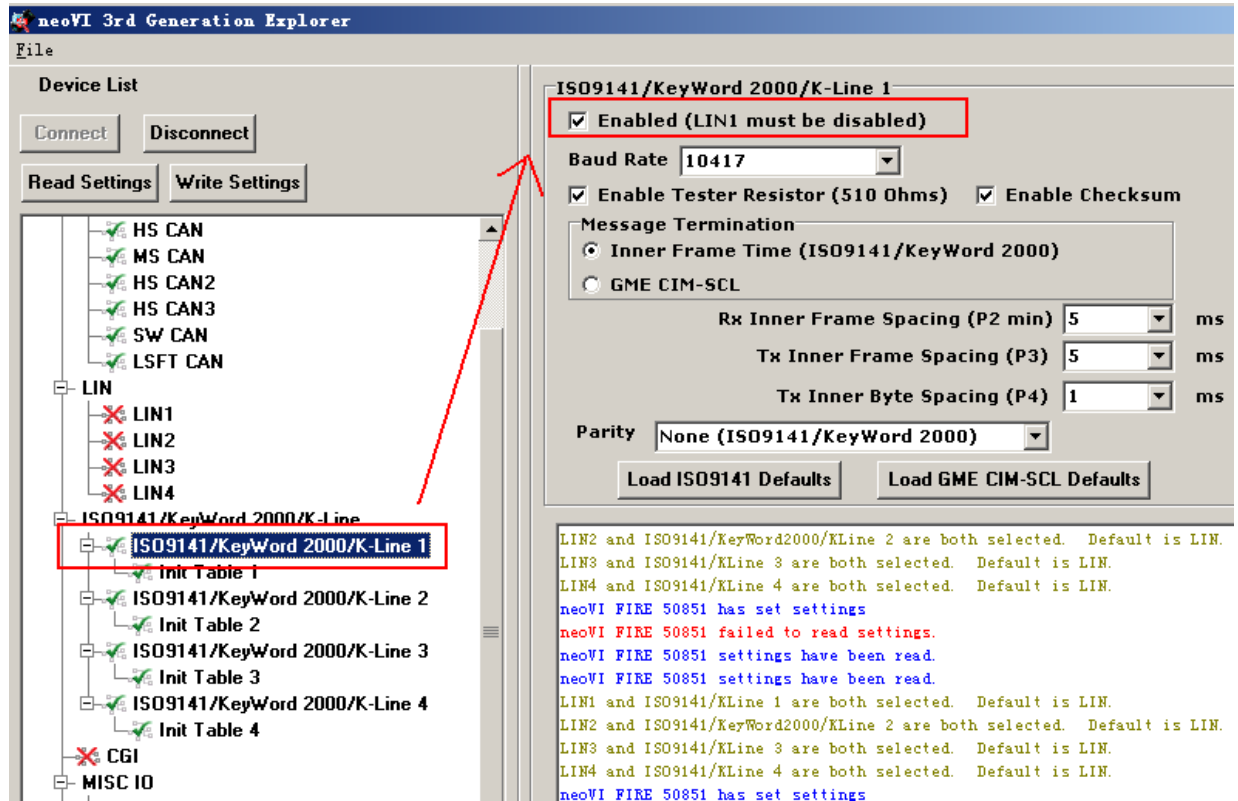 neoVI 3rd Generation Explorer
File
Device List
Connect
Disconnect
Read Settings
Write Settings
HS CAN
MS CAN
HS CAN2
HS CAN3
SW CAN
LSFT CAN
LIN
LIN1
LIN2
LIN3
LIN4
ISO9141/KeyWord 2000/K-Line
ISO9141/KeyWord 2000/K-Line 1
Init Table 1
ISO9141/KeyWord 2000/K-Line 2
Init Table 2
ISO9141/KeyWord 2000/K-Line 3
Init Table 3
ISO9141/KeyWord 2000/K-Line 4
Init Table 4
CGI
MISC IO
ISO9141/KeyWord 2000/K-Line 1
Enabled (LIN1 must be disabled)
Baud Rate 10417
Enable Tester Resistor (510 Ohms) Enable Checksum
Message Termination
Inner Frame Time (ISO9141/KeyWord 2000)
GME CIM-SCL
Rx Inner Frame Spacing (P2 min) 5 ms
Tx Inner Frame Spacing (P3) 5 ms
Tx Inner Byte Spacing (P4) 1 ms
Parity None (ISO9141/KeyWord 2000)
Load ISO9141 Defaults Load GME CIM-SCL Defaults
LIN2 and ISO9141/KeyWord2000/KLine 2 are both selected. Default is LIN.
LIN3 and ISO9141/KLine 3 are both selected. Default is LIN.
LIN4 and ISO9141/KLine 4 are both selected. Default is LIN.
neoVI FIRE 50851 has set settings
neoVI FIRE 50851 failed to read settings.
neoVI FIRE 50851 settings have been read.
neoVI FIRE 50851 settings have been read.
LIN1 and ISO9141/KLine 1 are both selected. Default is LIN.
LIN2 and ISO9141/KeyWord2000/KLine 2 are both selected. Default is LIN.
LIN3 and ISO9141/KLine 3 are both selected. Default is LIN.
LIN4 and ISO9141/KLine 4 are both selected. Default is LIN.
neoVI FIRE 50851 has set settings